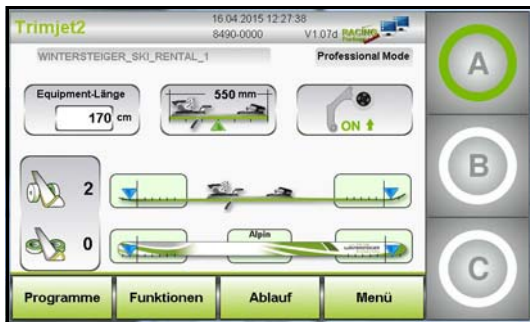 Trimjet2
16.04.2015 12:27:38
8490-0000 V1.07d RACING
WINTERSTEIGER_SKI_RENTAL_1 Professional Mode
Equipment-Länge
170 cm
550 mm
ON
2
0
Alpin
Programme Funktionen Ablauf Menü
A
B
C